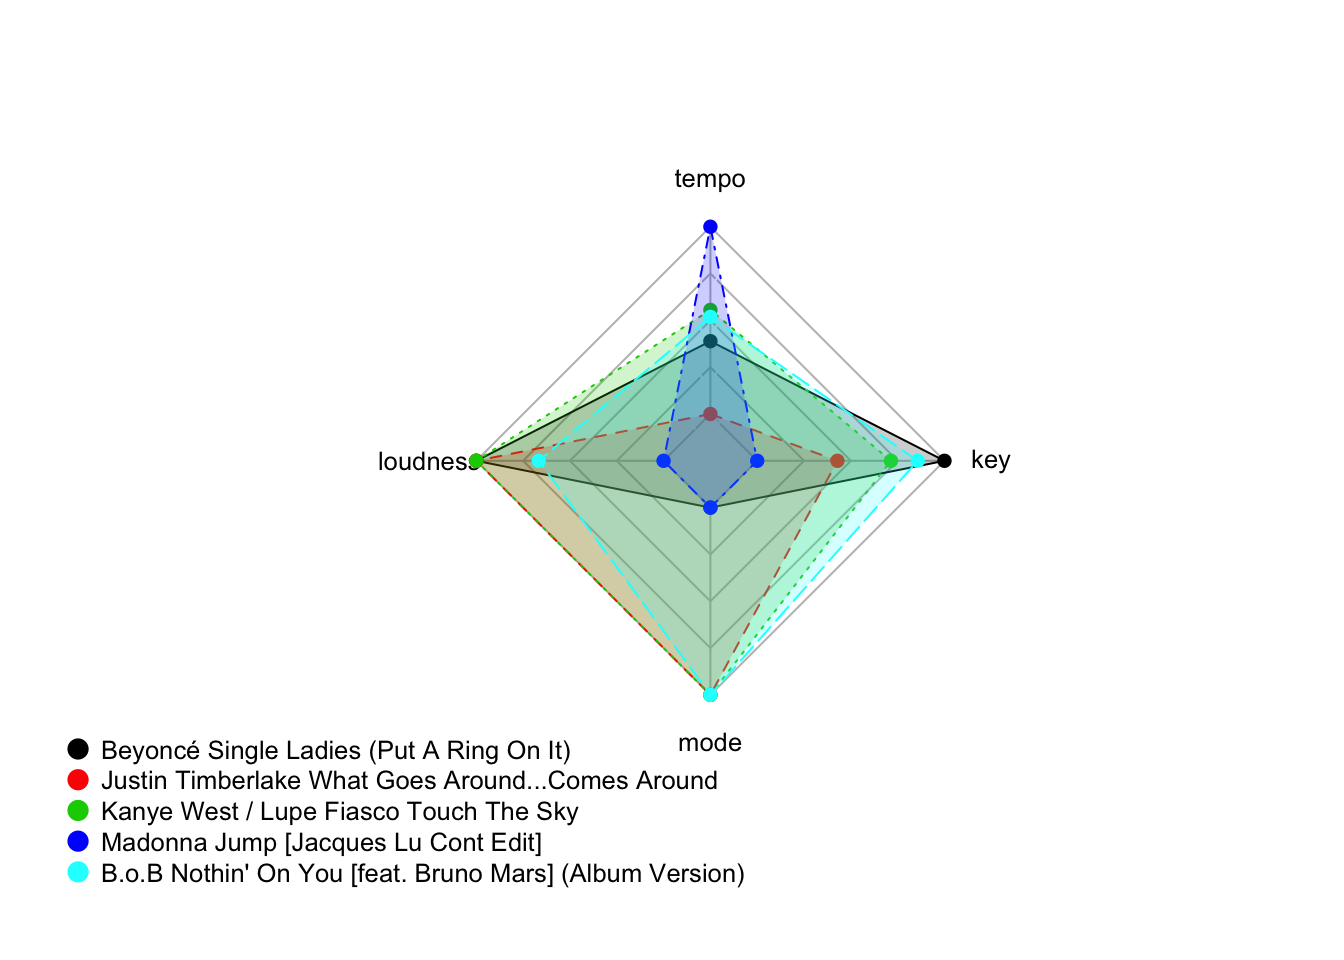 tempo
loudness
key
mode
Beyoncé Single Ladies (Put A Ring On It)
Justin Timberlake What Goes Around...Comes Around
Kanye West / Lupe Fiasco Touch The Sky
Madonna Jump [Jacques Lu Cont Edit]
B.o.B Nothin' On You [feat. Bruno Mars] (Album Version)